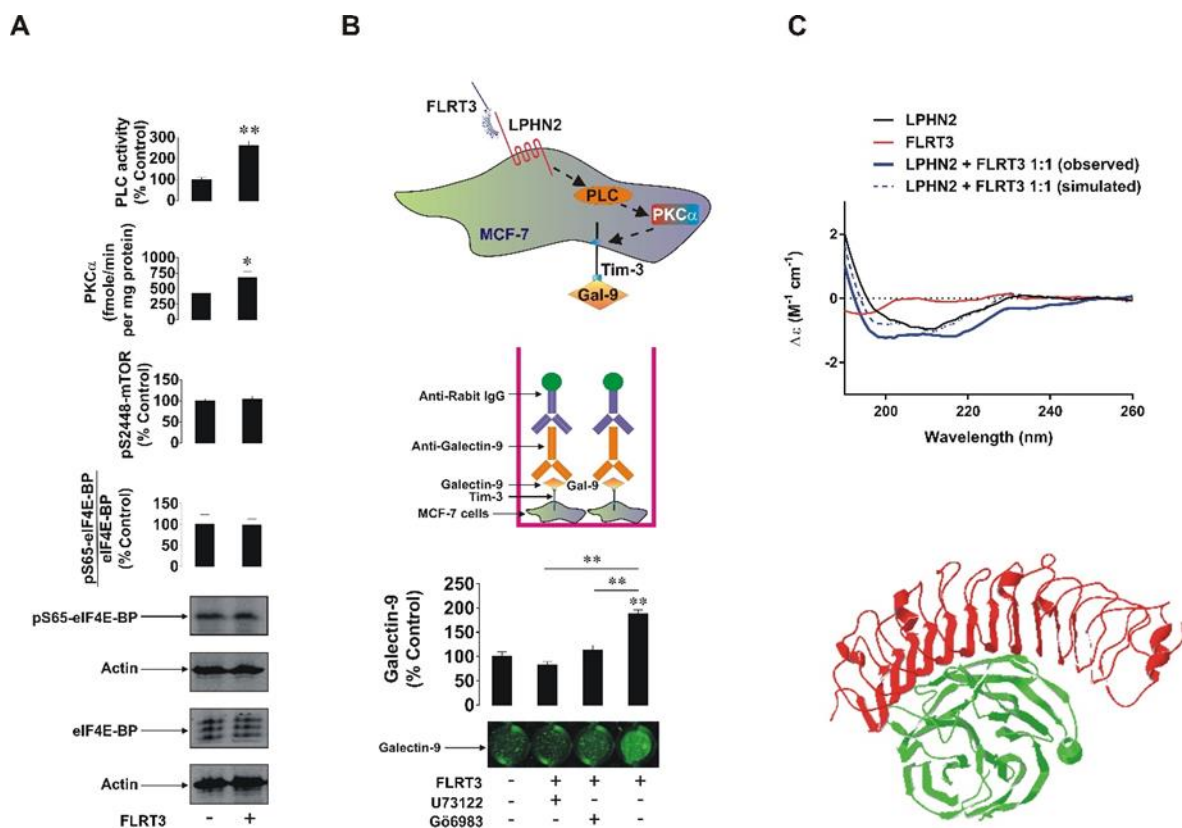 A
PLC activity
(% Control)
300
200
100
0
**
PKCα
(fmole/min
per mg protein)
1000
750
500
250
0
*
pS2448-mTOR
(% Control)
150
100
50
0
pS65-eIF4E-BP
eIF4E-BP
(% Control)
150
100
50
0
pS65-eIF4E-BP
Actin
eIF4E-BP
Actin
FLRT3 - +
B
FLRT3
LPHN2
PLC
PKCα
MCF-7
Tim-3
Gal-9
Anti-Rabit IgG
Anti-Galectin-9
Galectin-9 Gal-9
Tim-3
MCF-7 cells
Galectin-9
(% Control)
250
200
150
100
50
0
**
**
**
Galectin-9
FLRT3 - + + +
U73122 - + - -
Gö6983 - - + -
C
LPHN2
FLRT3
LPHN2 + FLRT3 1:1 (observed)
LPHN2 + FLRT3 1:1 (simulated)
Δε (M⁻¹ cm⁻¹)
2
0
-2
200 220 240 260
Wavelength (nm)